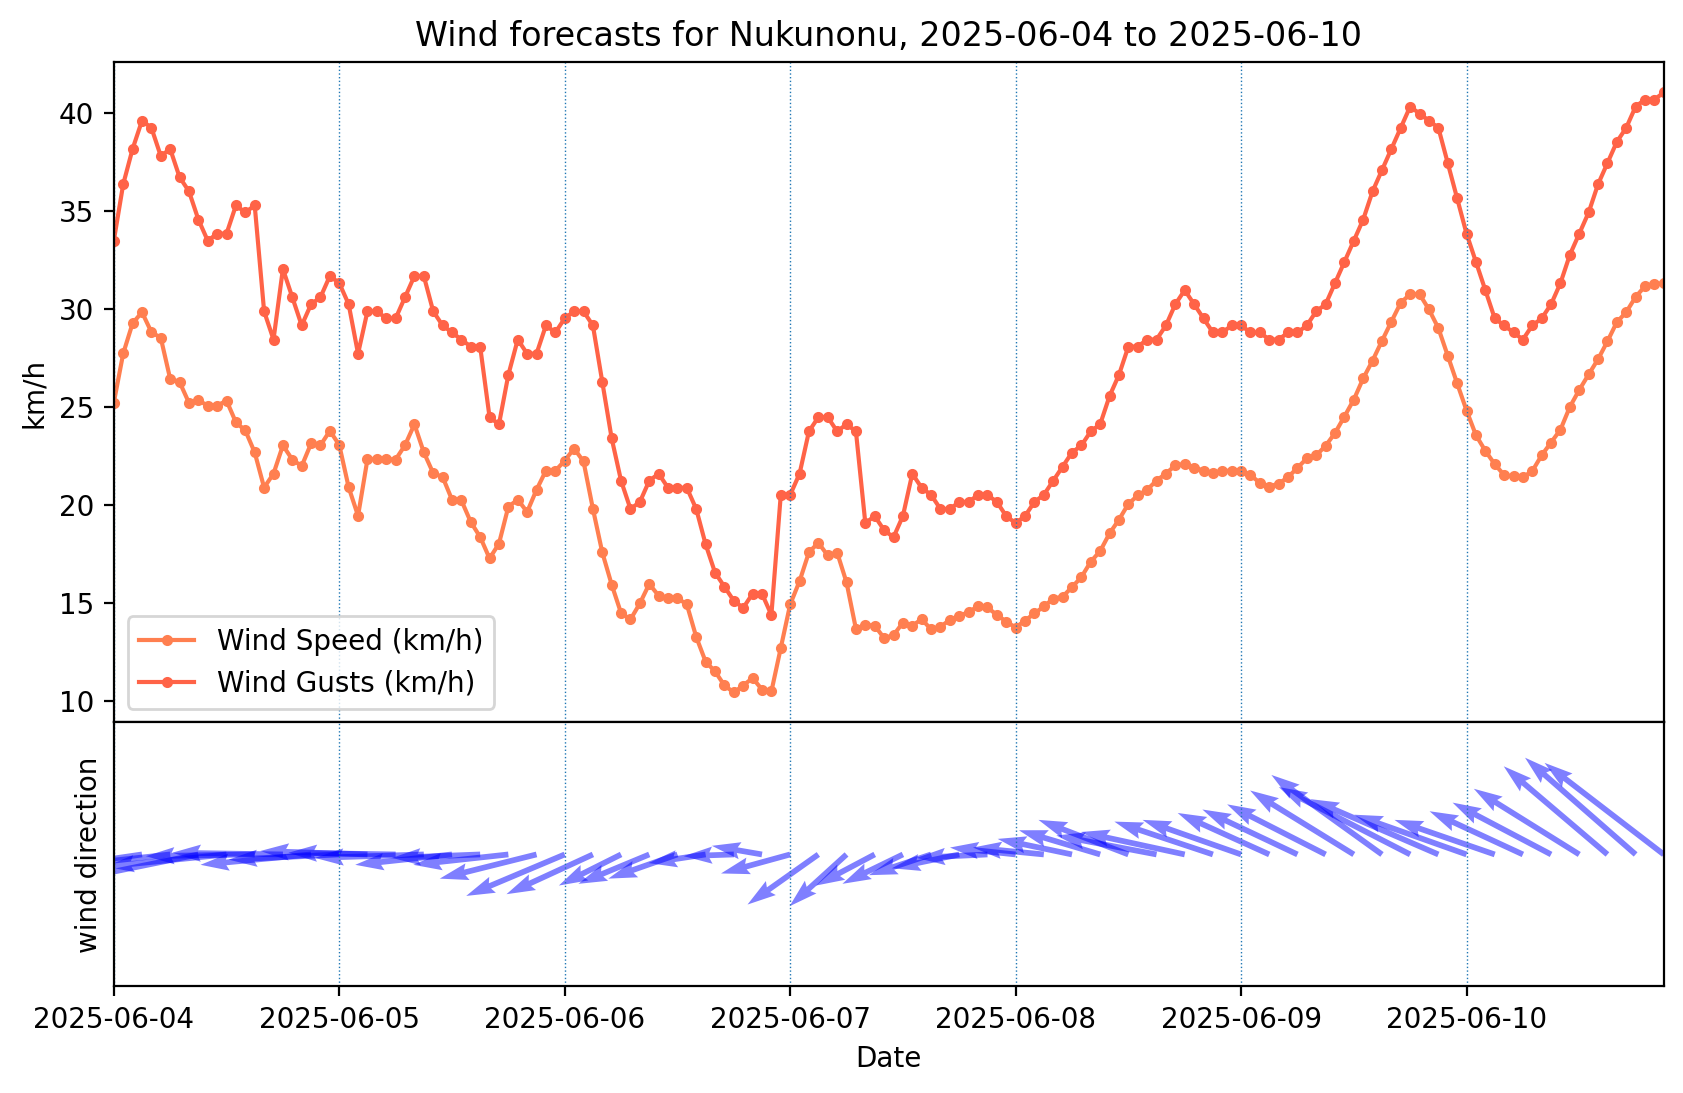 Wind forecasts for Nukunonu, 2025-06-04 to 2025-06-10
40
35
30
25
20
15
10
km/h
Wind Speed (km/h)
Wind Gusts (km/h)
wind direction
2025-06-04 2025-06-05 2025-06-06 2025-06-07 2025-06-08 2025-06-09 2025-06-10
Date